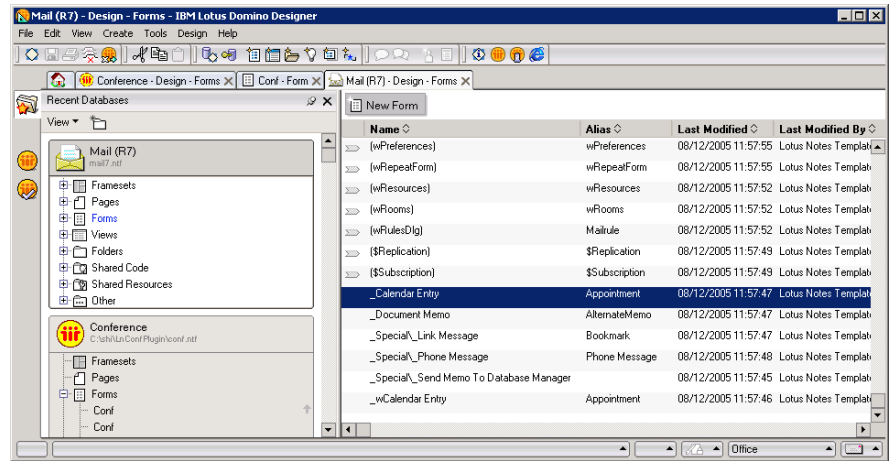 Mail (R7) - Design - Forms - IBM Lotus Domino Designer
File Edit View Create Tools Design Help
Conference - Design - Forms Conf - Form Mail (R7) - Design - Forms
Recent Databases
View
Mail (R7)
mail7.ntf
Framesets
Pages
Forms
Views
Folders
Shared Code
Shared Resources
Other
Conference
C:\shi\LnConfPlugin\conf.ntf
Framesets
Pages
Forms
Conf
Conf
New Form
Name Alias Last Modified Last Modified By
(wPreferences) wPreferences 08/12/2005 11:57:55 Lotus Notes Templat
(wRepeatForm) wRepeatForm 08/12/2005 11:57:55 Lotus Notes Templat
(wResources) wResources 08/12/2005 11:57:52 Lotus Notes Templat
(wRooms) wRooms 08/12/2005 11:57:52 Lotus Notes Templat
(wRulesDlg) Mailrule 08/12/2005 11:57:52 Lotus Notes Templat
($Replication) $Replication 08/12/2005 11:57:49 Lotus Notes Templat
($Subscription) $Subscription 08/12/2005 11:57:49 Lotus Notes Templat
_Calendar Entry Appointment 08/12/2005 11:57:47 Lotus Notes Templat
_Document Memo AlternateMemo 08/12/2005 11:57:47 Lotus Notes Templat
_Special\_Link Message Bookmark 08/12/2005 11:57:47 Lotus Notes Templat
_Special\_Phone Message Phone Message 08/12/2005 11:57:48 Lotus Notes Templat
_Special\_Send Memo To Database Manager 08/12/2005 11:57:45 Lotus Notes Templat
_wCalendar Entry Appointment 08/12/2005 11:57:46 Lotus Notes Templat
Office